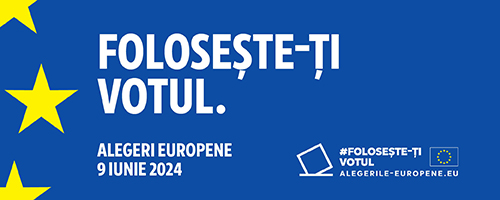 FOLOSEȘTE-ȚI
VOTUL.
ALEGERI EUROPENE
9 IUNIE 2024
#FOLOSEȘTE-ȚI
VOTUL
ALEGERILE-EUROPENE.EU